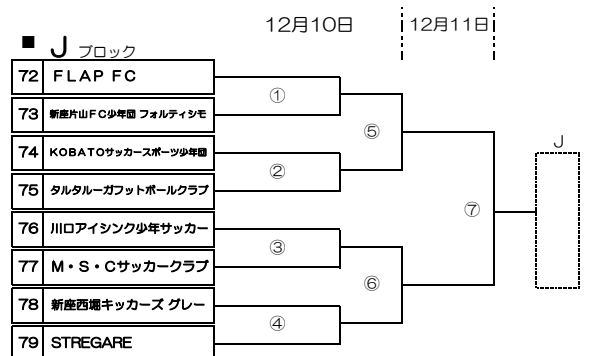 12月10日
12月11日
■ J ブロック
72 FLAP FC
①
73 新座片山FC少年団 フォルティシモ
⑤
J
74 KOBATOサッカースポーツ少年団
②
75 タルタルーガフットボールクラブ
⑦
76 川口アイシンク少年サッカー
③
77 M・S・Cサッカークラブ
⑥
78 新座西堀キッカーズ グレー
④
79 STREGARE